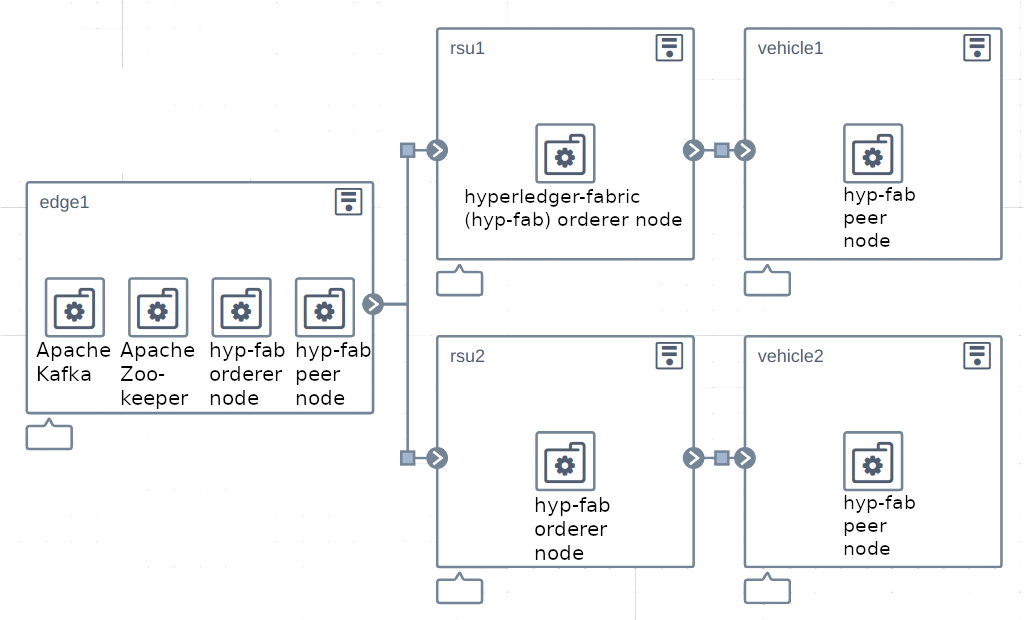 rsu1
hyperledger-fabric
(hyp-fab) orderer node
vehicle1
hyp-fab
peer
node
edge1
Apache
Kafka
Apache
Zoo-
keeper
hyp-fab
orderer
node
hyp-fab
peer
node
rsu2
hyp-fab
orderer
node
vehicle2
hyp-fab
peer
node